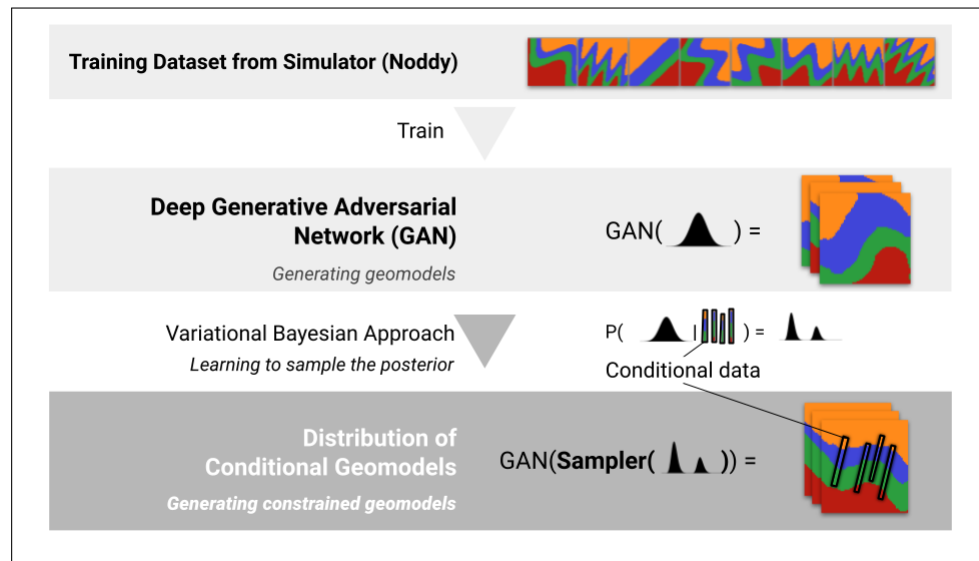 Training Dataset from Simulator (Noddy)
Train
Deep Generative Adversarial
Network (GAN)
Generating geomodels
GAN( ) =
Variational Bayesian Approach
Learning to sample the posterior
P( | ) =
Conditional data
Distribution of
Conditional Geomodels
Generating constrained geomodels
GAN(Sampler( )) =